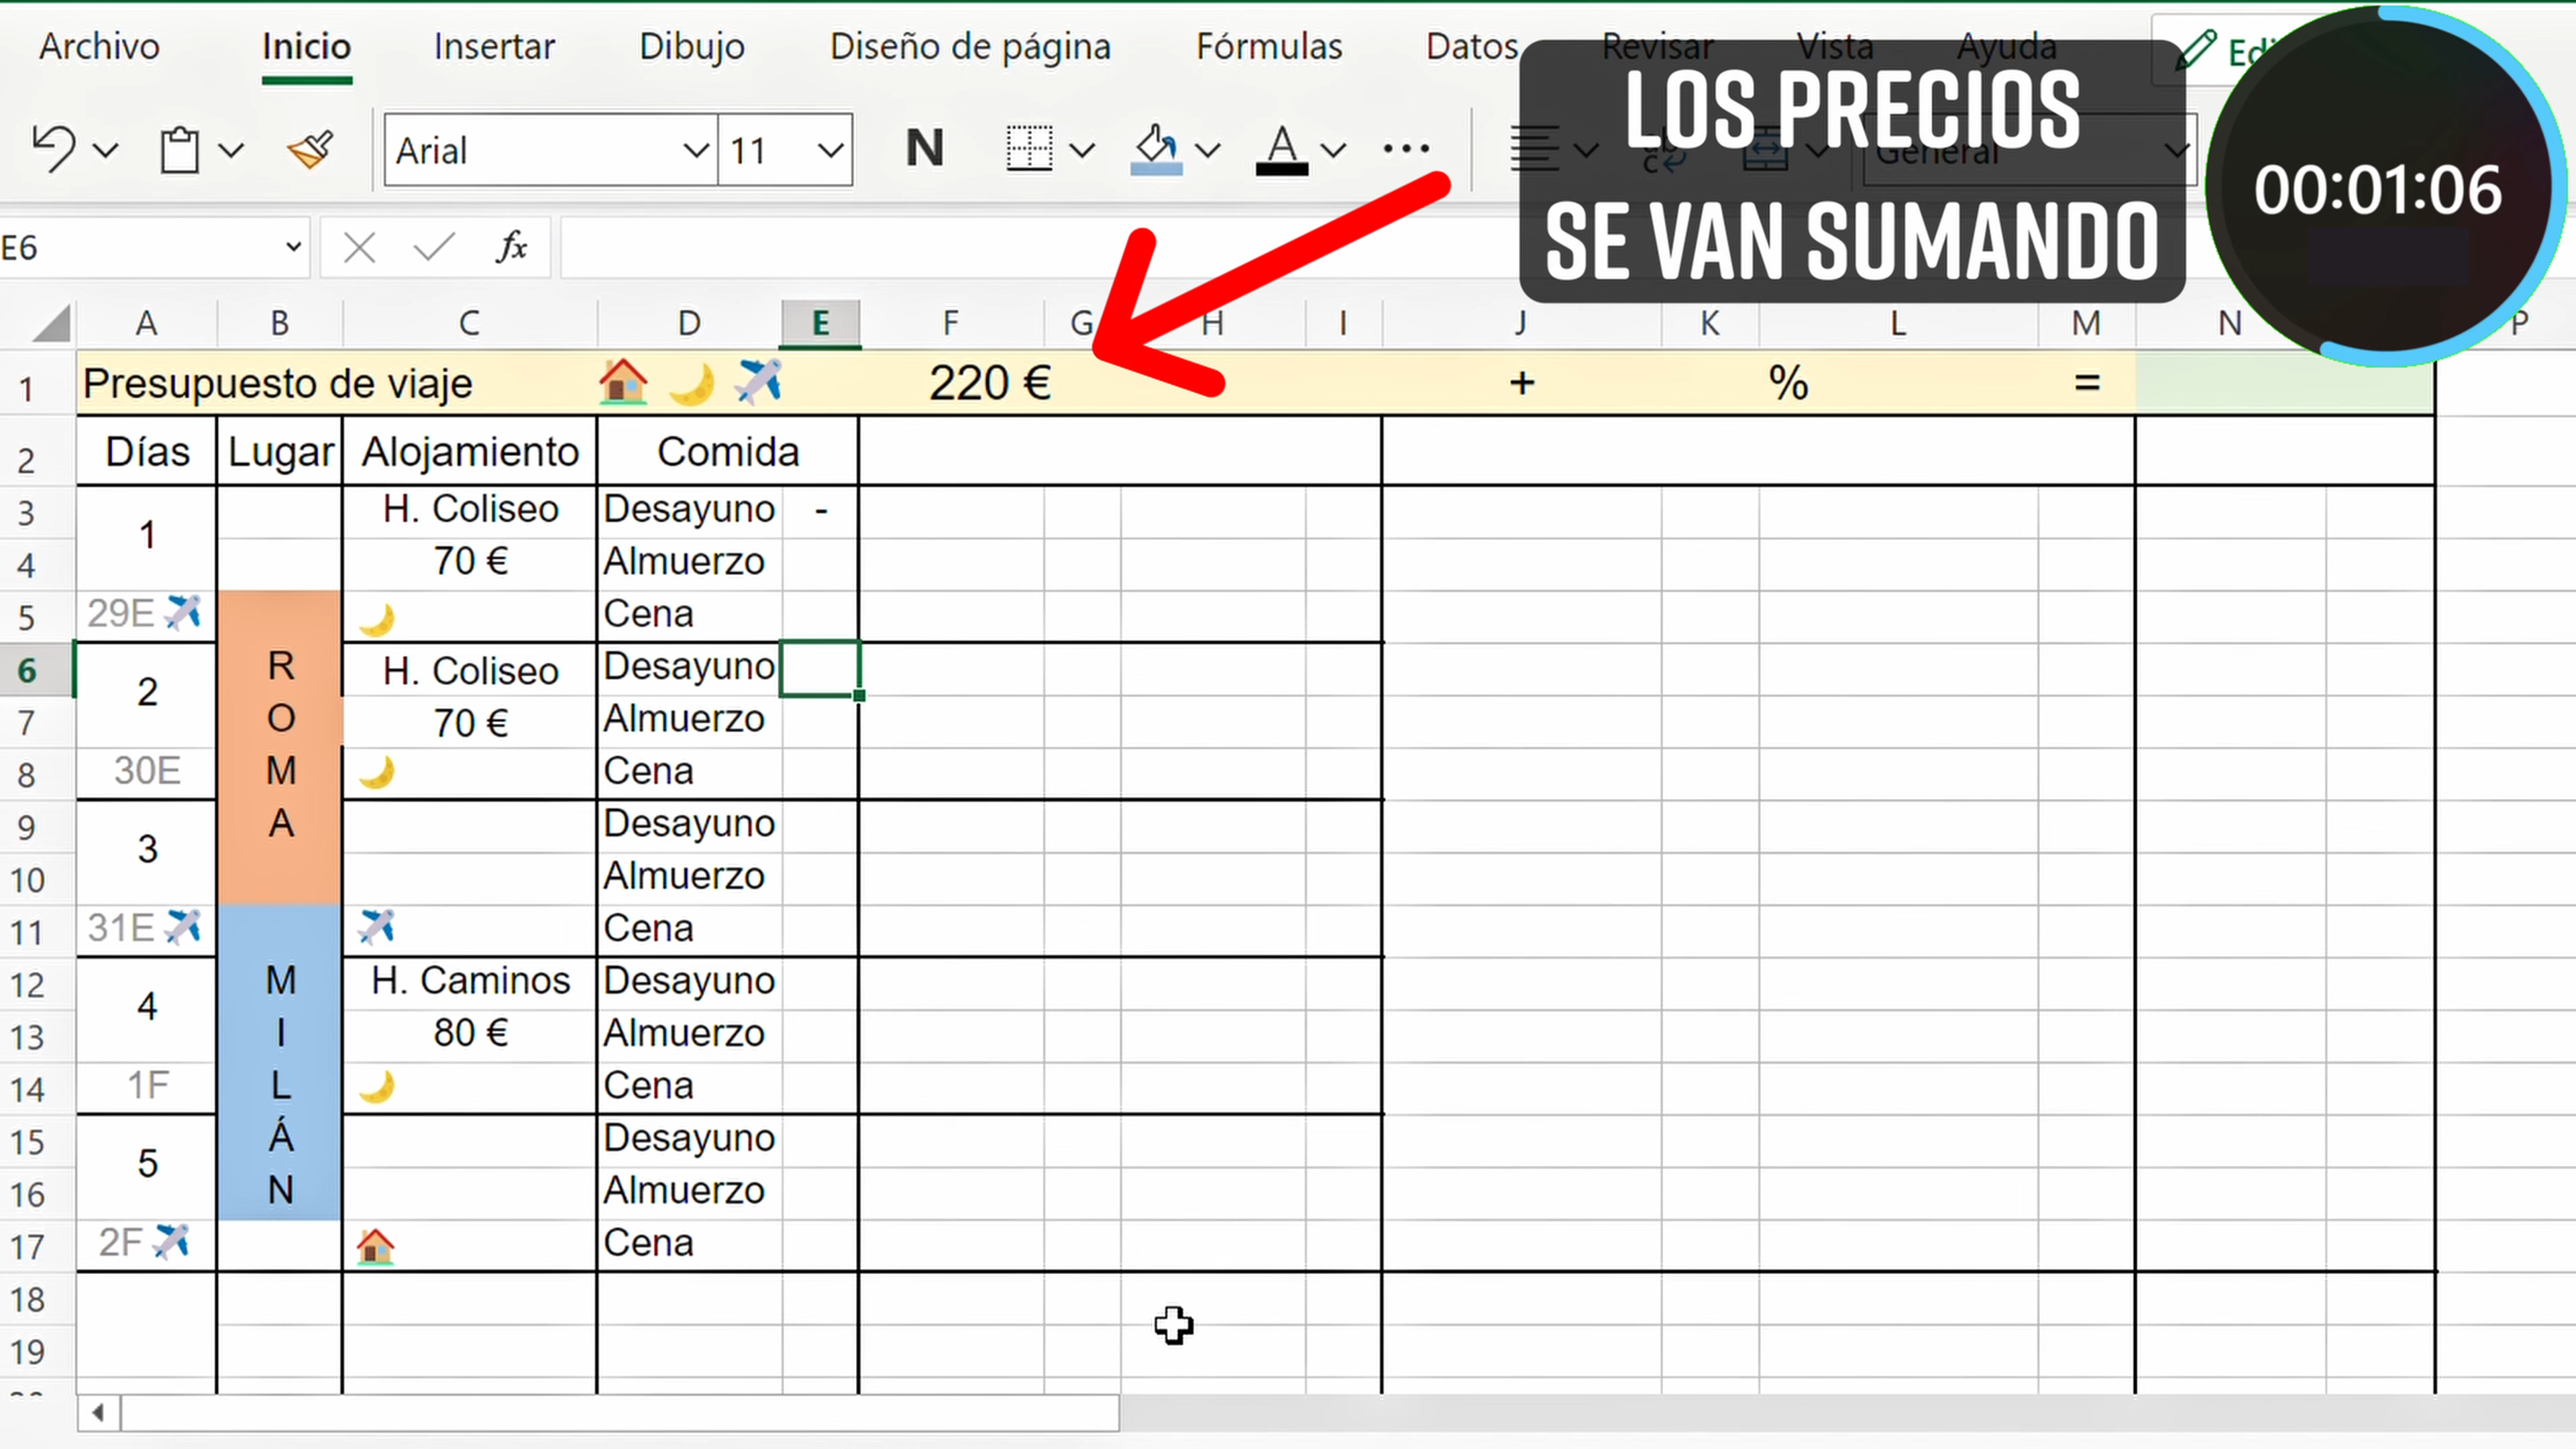 Archivo Inicio Insertar Dibujo Diseño de página Fórmulas Datos Revisar Vista Ayuda
LOS PRECIOS
SE VAN SUMANDO
00:01:06
Arial 11 N A General
E6 fx
A B C D E F G H I J K L M N P
1 Presupuesto de viaje 220 € + % =
2 Días Lugar Alojamiento Comida
3 1 H. Coliseo Desayuno -
4 70 € Almuerzo
5 29E Cena
6 2 R H. Coliseo Desayuno
7 O 70 € Almuerzo
8 30E M Cena
9 3 A Desayuno
10 Almuerzo
11 31E Cena
12 4 M H. Caminos Desayuno
13 I 80 € Almuerzo
14 1F L Cena
15 5 Á Desayuno
16 N Almuerzo
17 2F Cena
18
19